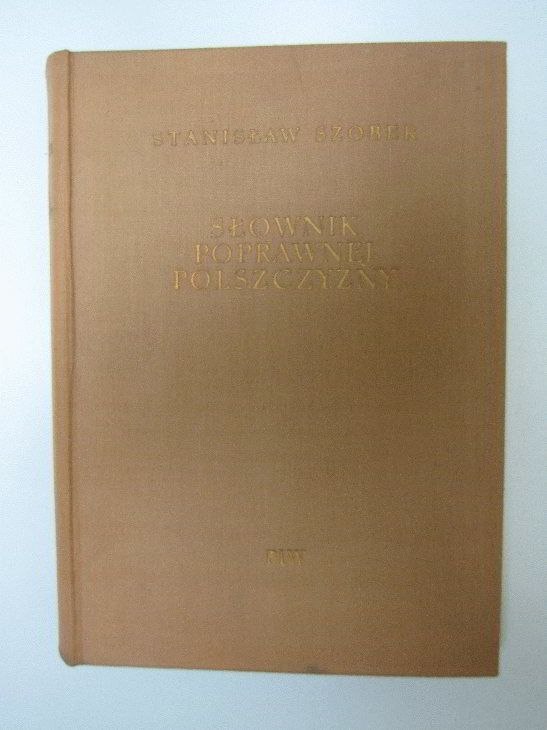 STANISŁAW SZOBER
SŁOWNIK
POPRAWNEJ
POLSZCZYZNY
PIW